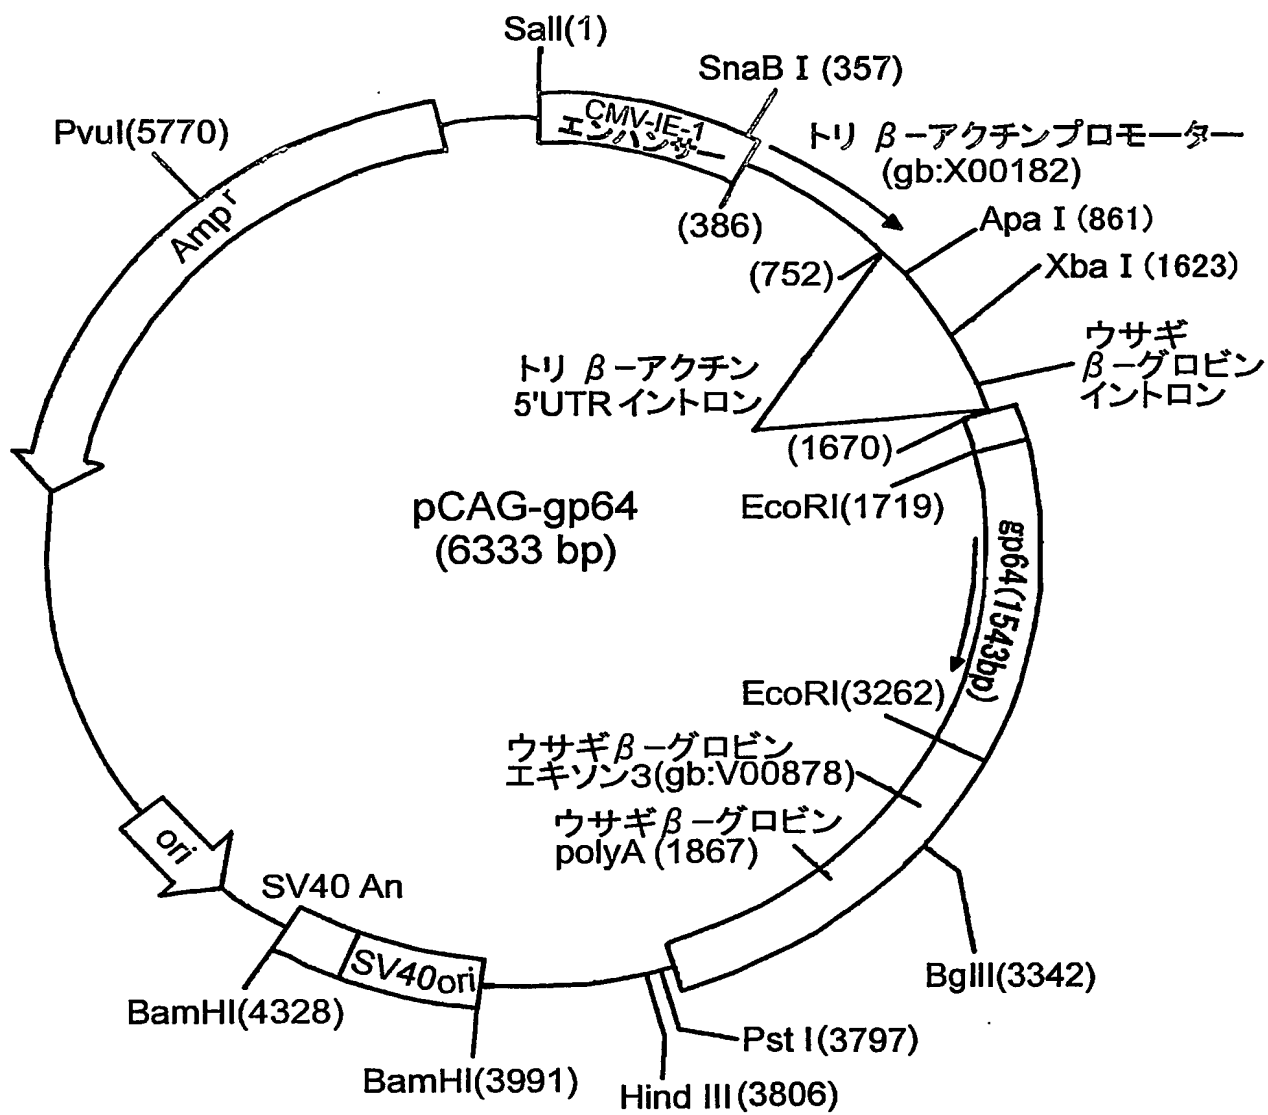 SalI(1)
SnaB I (357)
CMV-IE-1
エンハンサー
PvuI(5770)
トリ β-アクチンプロモーター
(gb:X00182)
Amp^r
(386)
Apa I (861)
(752)
Xba I (1623)
ウサギ
β-グロビン
イントロン
トリ β-アクチン
5'UTR イントロン
(1670)
EcoRI(1719)
pCAG-gp64
(6333 bp)
gp64(1543bp)
EcoRI(3262)
ウサギβ-グロビン
エキソン3(gb:V00878)
ウサギβ-グロビン
polyA (1867)
ori
SV40 An
SV40ori
BglII(3342)
BamHI(4328)
Pst I(3797)
BamHI(3991)
Hind III (3806)